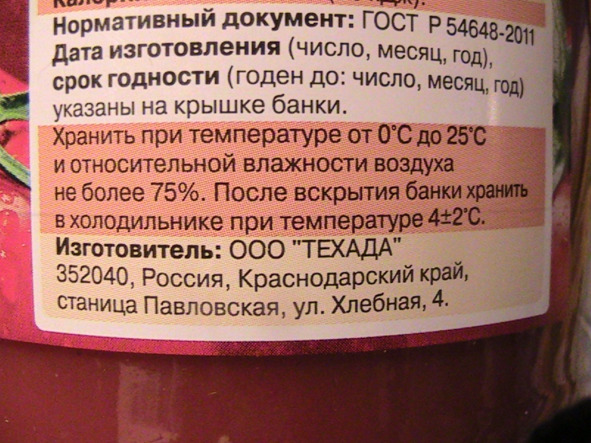 Нормативный документ: ГОСТ Р 54648-2011
Дата изготовления (число, месяц, год),
срок годности (годен до: число, месяц, год)
указаны на крышке банки.
Хранить при температуре от 0°С до 25°С
и относительной влажности воздуха
не более 75%. После вскрытия банки хранить
в холодильнике при температуре 4±2°С.
Изготовитель: ООО "ТЕХАДА"
352040, Россия, Краснодарский край,
станица Павловская, ул. Хлебная, 4.